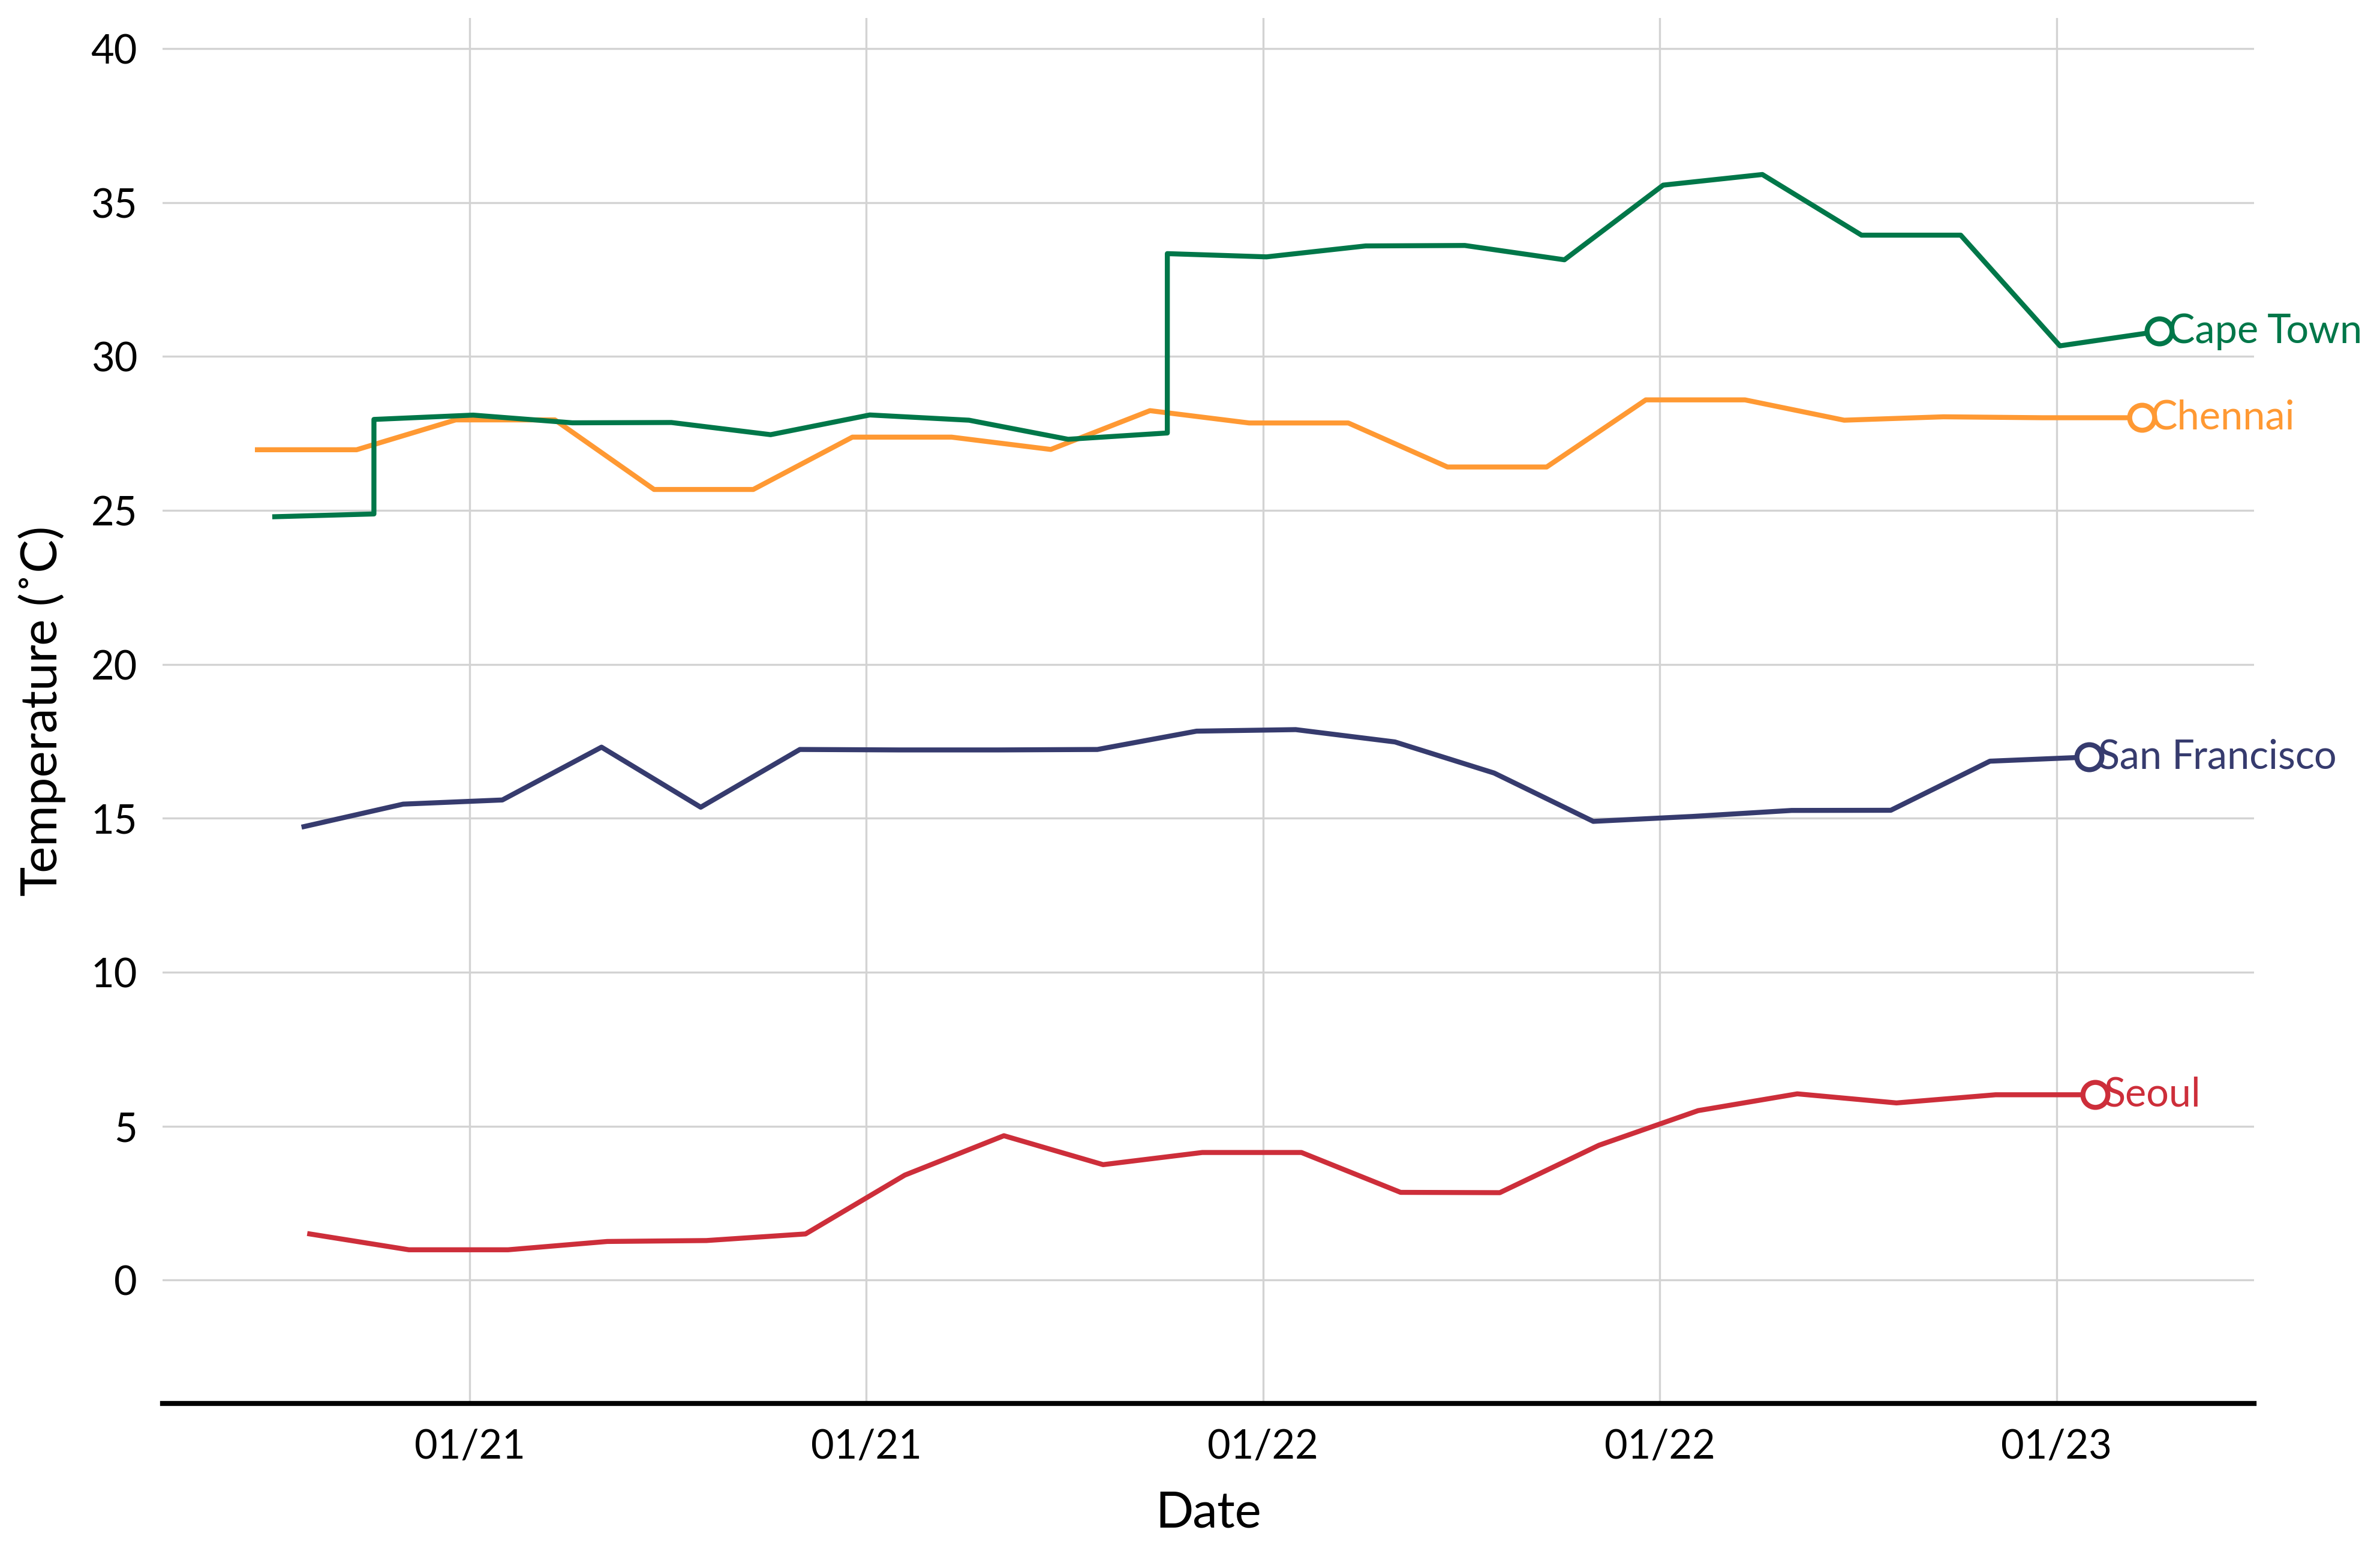 40
35
30
25
20
15
10
5
0
Temperature (°C)
Cape Town
Chennai
San Francisco
Seoul
01/21
01/21
01/22
01/22
01/23
Date